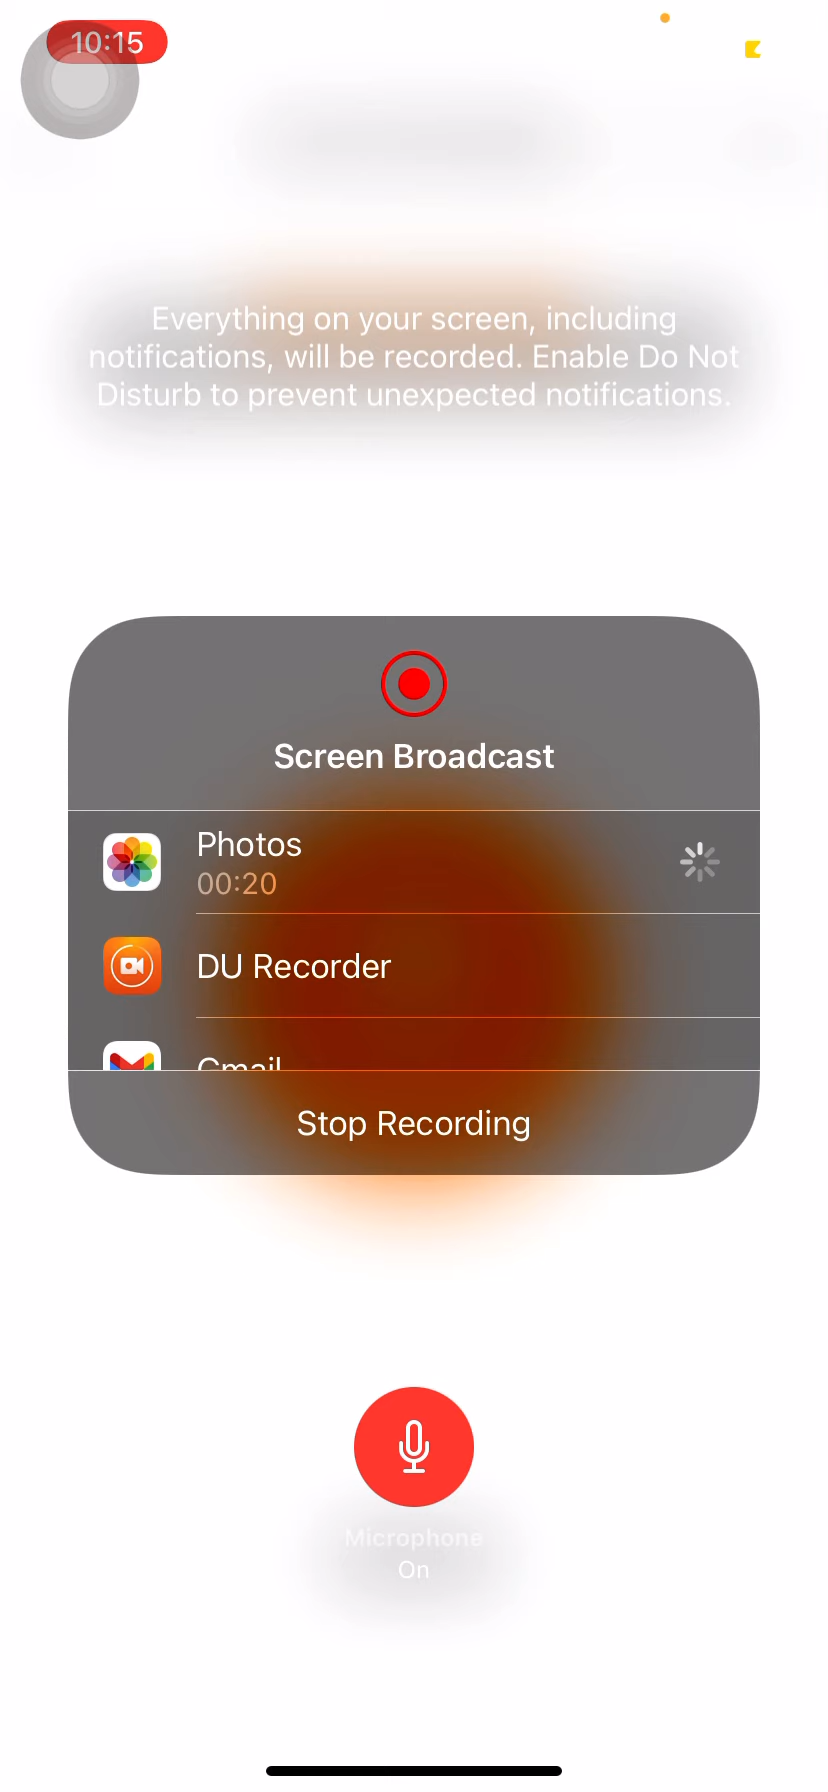 10:15
Everything on your screen, including
notifications, will be recorded. Enable Do Not
Disturb to prevent unexpected notifications.
Screen Broadcast
Photos
00:20
DU Recorder
Gmail
Stop Recording
Microphone
On